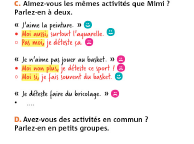 C. Aimez-vous les mêmes activités que Mimi ?
Parlez-en à deux.
« J'aime la peinture. »
• Moi aussi, surtout l'aquarelle.
○ Pas moi, je déteste ça.
« Je n'aime pas jouer au basket. »
• Moi non plus, je déteste ce sport !
○ Moi si, je fais souvent du basket.
« Je déteste faire du bricolage. »
• ....
D. Avez-vous des activités en commun ?
Parlez-en en petits groupes.